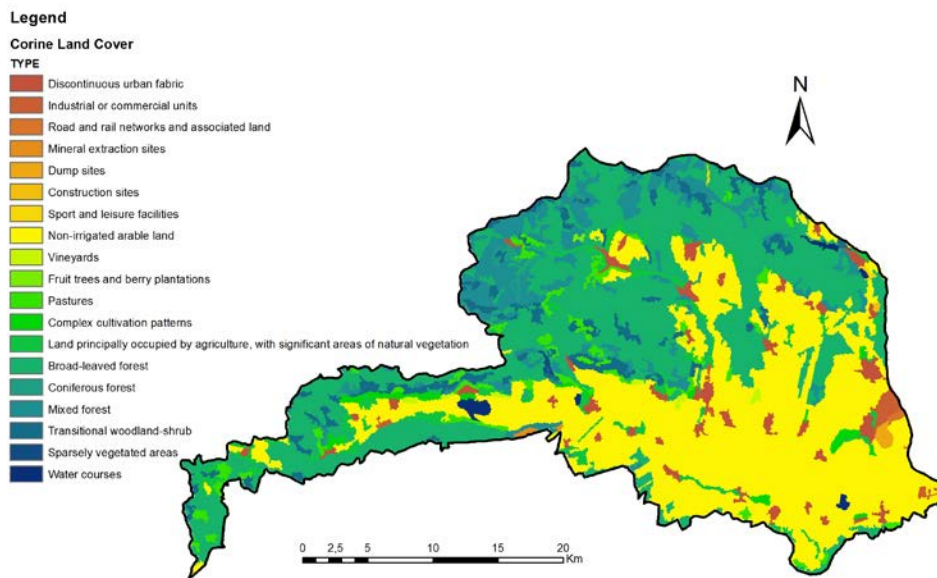 Legend
Corine Land Cover
TYPE
Discontinuous urban fabric
Industrial or commercial units
Road and rail networks and associated land
Mineral extraction sites
Dump sites
Construction sites
Sport and leisure facilities
Non-irrigated arable land
Vineyards
Fruit trees and berry plantations
Pastures
Complex cultivation patterns
Land principally occupied by agriculture, with significant areas of natural vegetation
Broad-leaved forest
Coniferous forest
Mixed forest
Transitional woodland-shrub
Sparsely vegetated areas
Water courses
N
0 2,5 5 10 15 20
Km